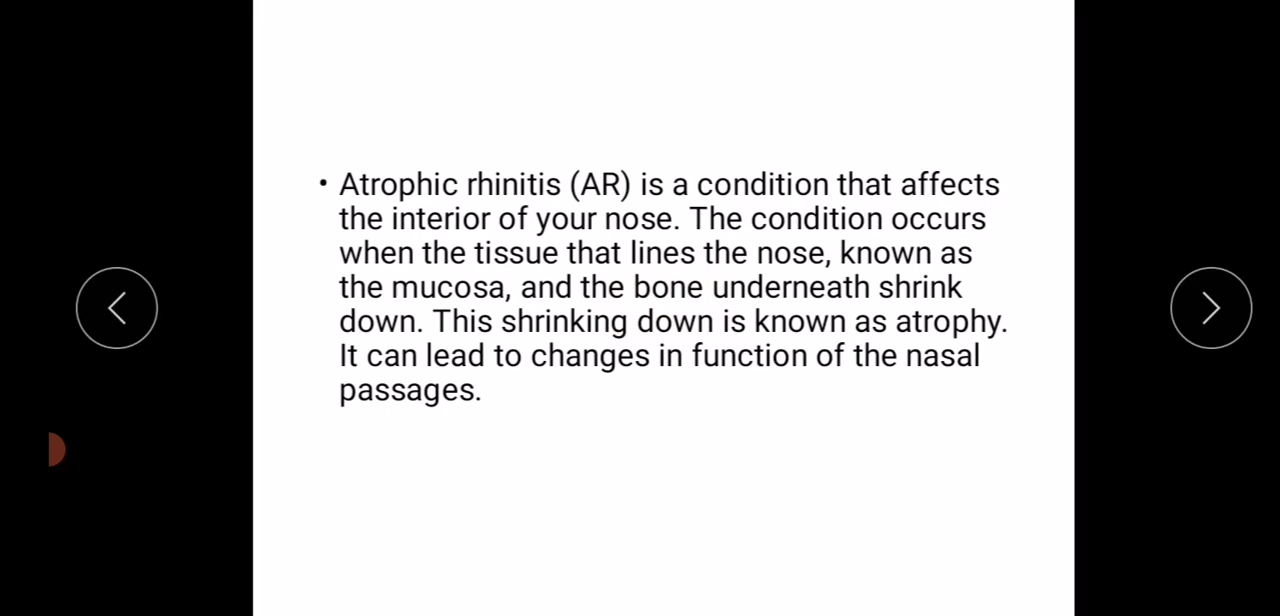 • Atrophic rhinitis (AR) is a condition that affects
the interior of your nose. The condition occurs
when the tissue that lines the nose, known as
the mucosa, and the bone underneath shrink
down. This shrinking down is known as atrophy.
It can lead to changes in function of the nasal
passages.